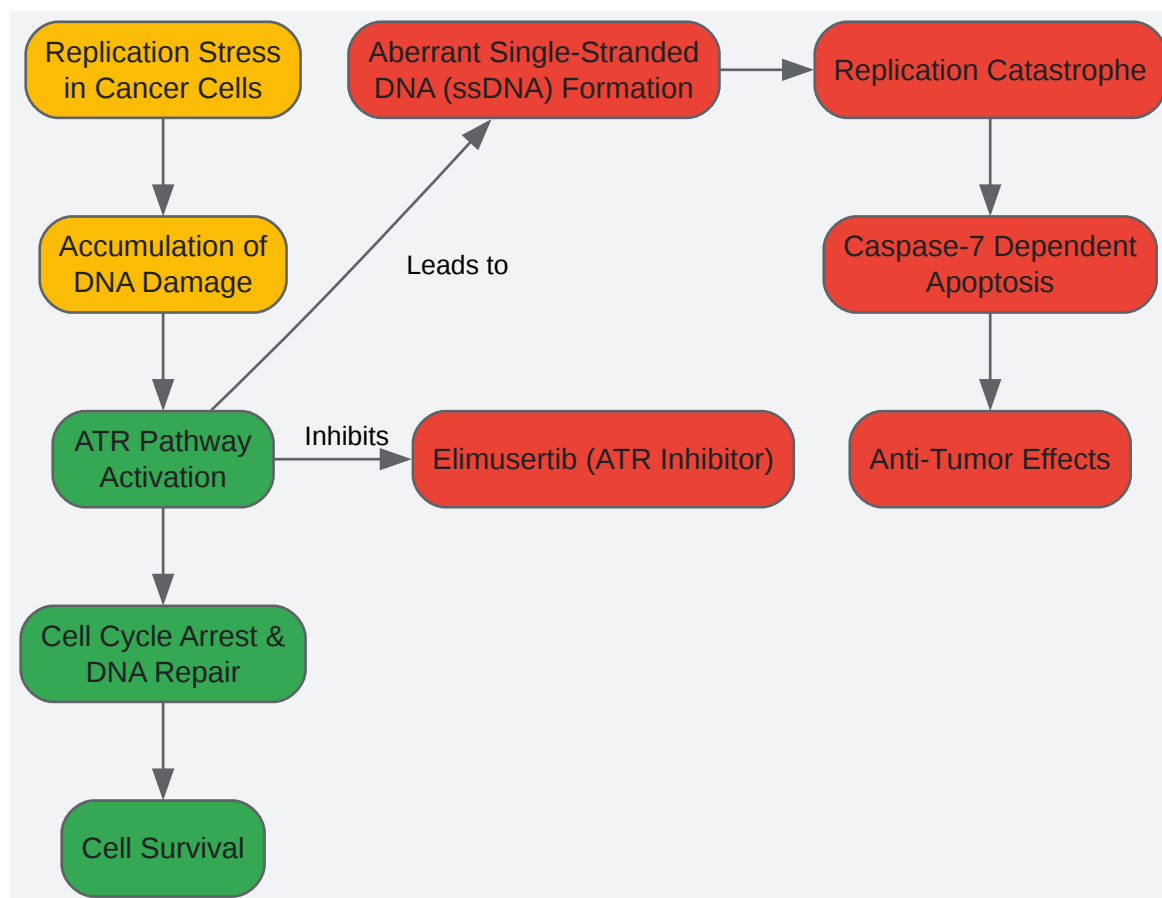 Replication Stress
in Cancer Cells
Aberrant Single-Stranded
DNA (ssDNA) Formation
Replication Catastrophe
Accumulation of
DNA Damage
Leads to
Caspase-7 Dependent
Apoptosis
ATR Pathway
Activation
Inhibits
Elimusertib (ATR Inhibitor)
Anti-Tumor Effects
Cell Cycle Arrest &
DNA Repair
Cell Survival